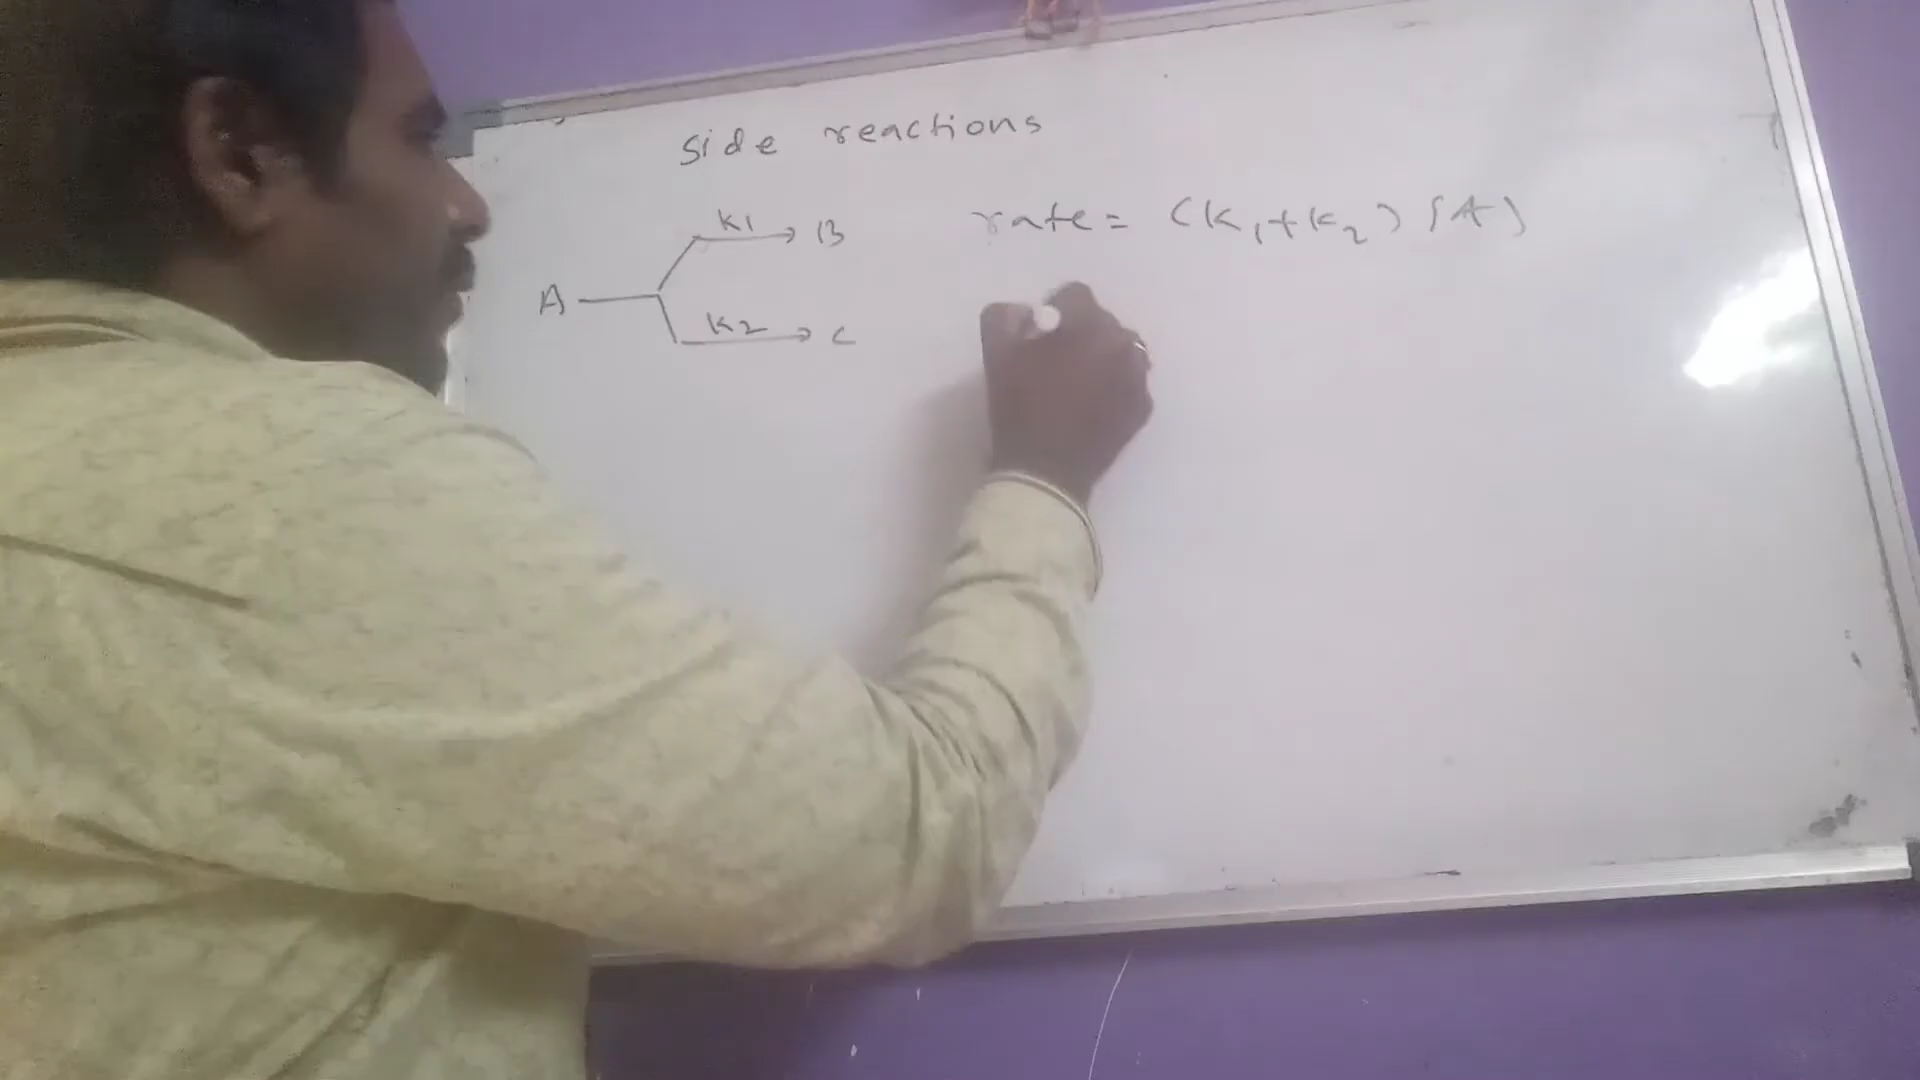 side reactions
K1
B
rate = (K1+K2) [A]
A
K2
C